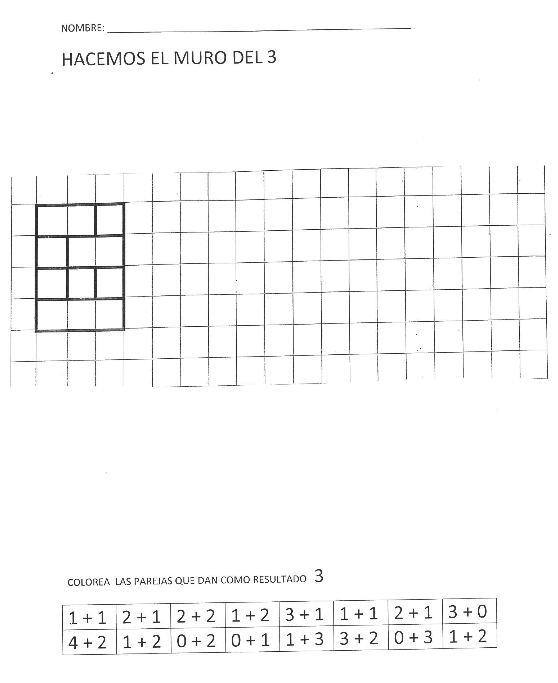 NOMBRE:
HACEMOS EL MURO DEL 3
COLOREA LAS PAREJAS QUE DAN COMO RESULTADO 3
1 + 1 2 + 1 2 + 2 1 + 2 3 + 1 1 + 1 2 + 1 3 + 0
4 + 2 1 + 2 0 + 2 0 + 1 1 + 3 3 + 2 0 + 3 1 + 2